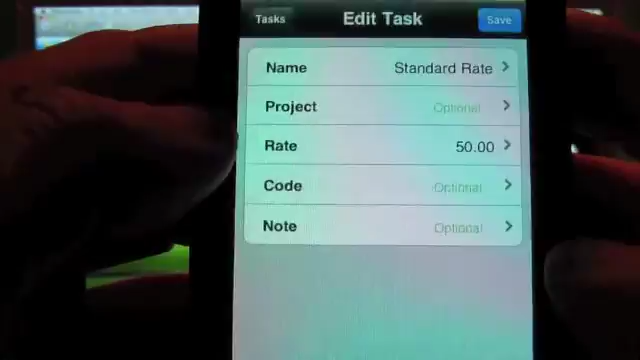 Tasks Edit Task Save
Name Standard Rate
Project Optional
Rate 50.00
Code Optional
Note Optional